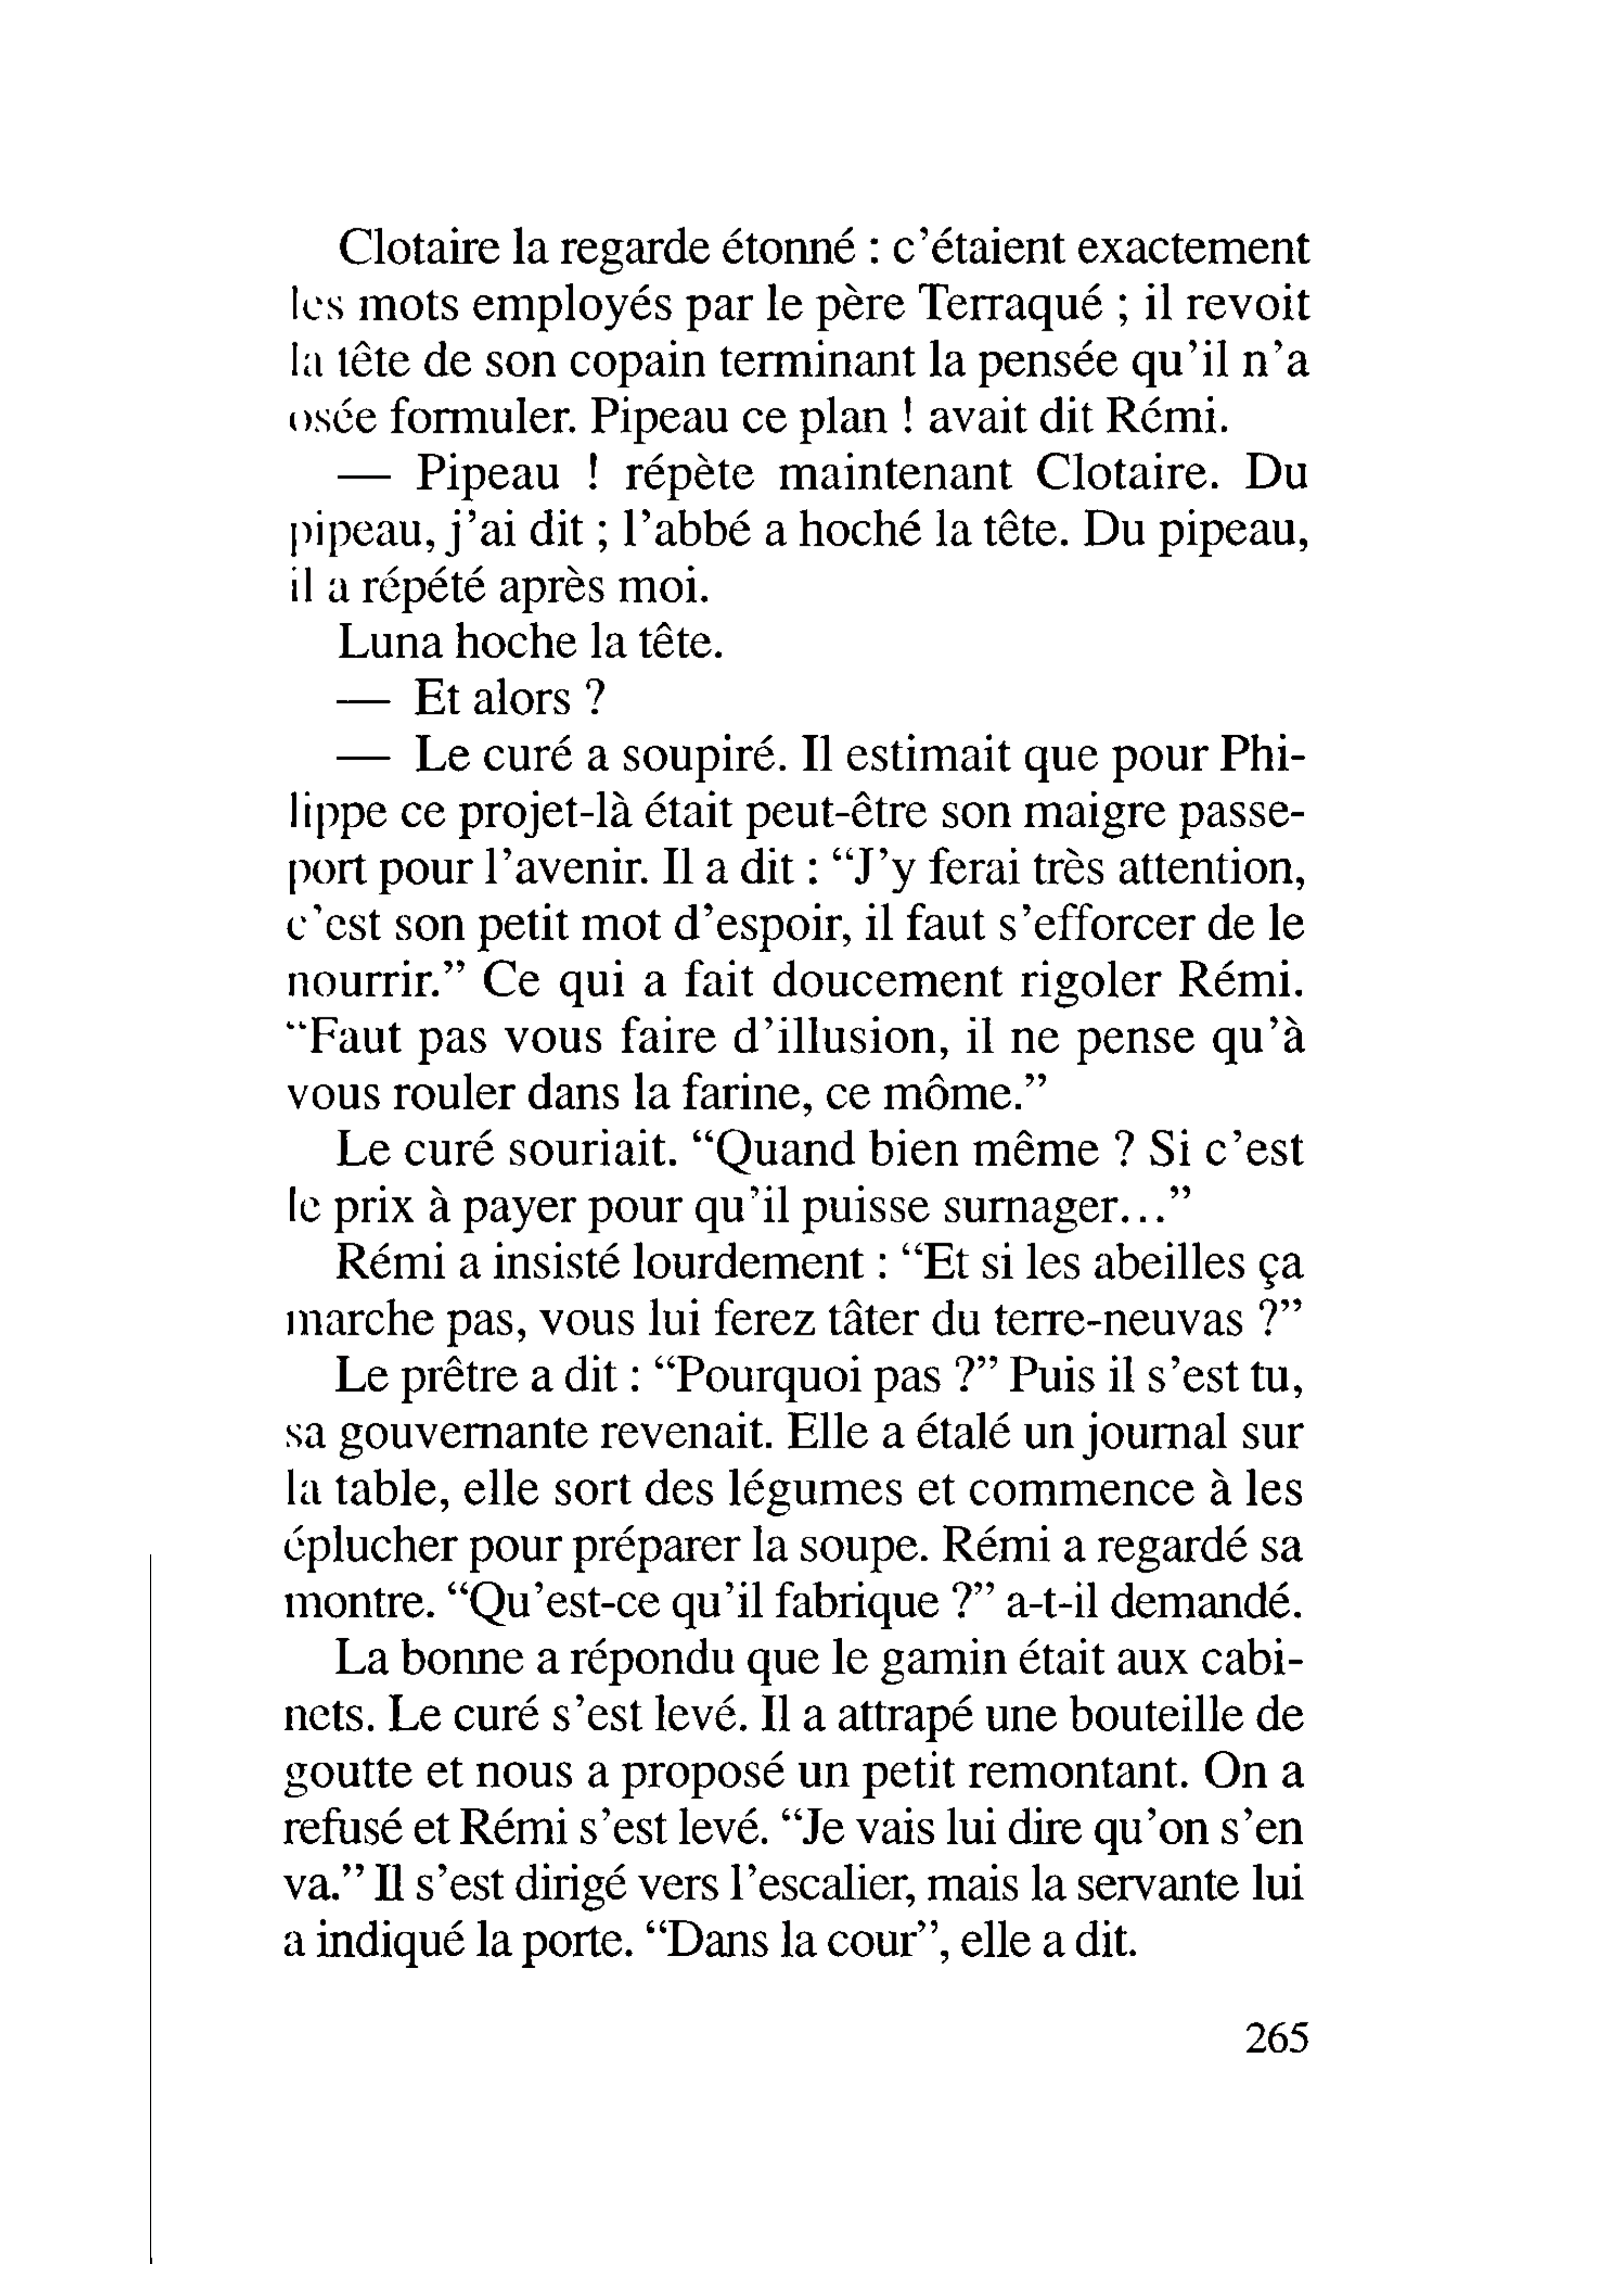 Clotaire la regarde étonné : c’étaient exactement
les mots employés par le père Terraqué ; il revoit
la tête de son copain terminant la pensée qu’il n’a
osée formuler. Pipeau ce plan ! avait dit Rémi.
— Pipeau ! répète maintenant Clotaire. Du
pipeau, j’ai dit ; l’abbé a hoché la tête. Du pipeau,
il a répété après moi.
Luna hoche la tête.
— Et alors ?
— Le curé a soupiré. Il estimait que pour Phi-
lippe ce projet-là était peut-être son maigre passe-
port pour l’avenir. Il a dit : “J’y ferai très attention,
c’est son petit mot d’espoir, il faut s’efforcer de le
nourrir.” Ce qui a fait doucement rigoler Rémi.
“Faut pas vous faire d’illusion, il ne pense qu’à
vous rouler dans la farine, ce môme.”
Le curé souriait. “Quand bien même ? Si c’est
le prix à payer pour qu’il puisse surnager...”
Rémi a insisté lourdement : “Et si les abeilles ça
marche pas, vous lui ferez tâter du terre-neuvas ?”
Le prêtre a dit : “Pourquoi pas ?” Puis il s’est tu,
sa gouvernante revenait. Elle a étalé un journal sur
la table, elle sort des légumes et commence à les
éplucher pour préparer la soupe. Rémi a regardé sa
montre. “Qu’est-ce qu’il fabrique ?” a-t-il demandé.
La bonne a répondu que le gamin était aux cabi-
nets. Le curé s’est levé. Il a attrapé une bouteille de
goutte et nous a proposé un petit remontant. On a
refusé et Rémi s’est levé. “Je vais lui dire qu’on s’en
va.” Il s’est dirigé vers l’escalier, mais la servante lui
a indiqué la porte. “Dans la cour”, elle a dit.
265